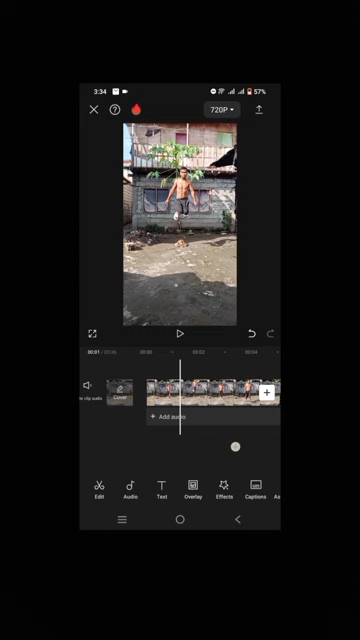 3:34
57%
720P
00:01 / 00:06
00:00
00:02
00:04
Cover
+ Add audio
Edit
Audio
Text
Overlay
Effects
Captions